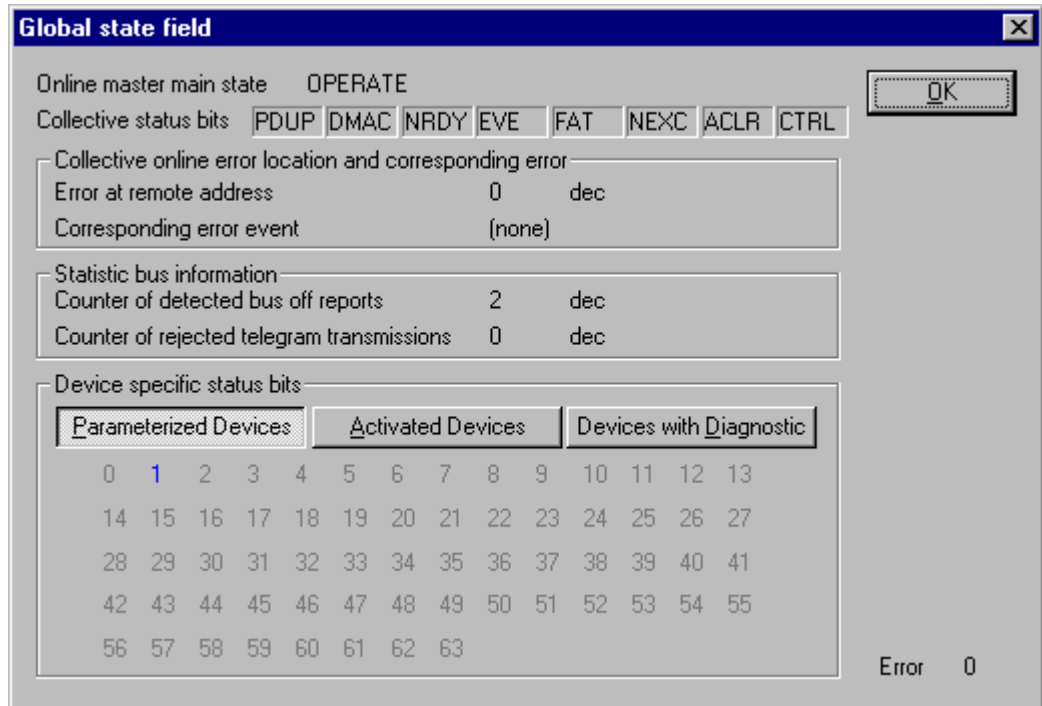 Global state field
Online master main state OPERATE
OK
Collective status bits PDUP DMAC NRDY EVE FAT NEXC ACLR CTRL
Collective online error location and corresponding error
Error at remote address 0 dec
Corresponding error event (none)
Statistic bus information
Counter of detected bus off reports 2 dec
Counter of rejected telegram transmissions 0 dec
Device specific status bits
Parameterized Devices Activated Devices Devices with Diagnostic
0 1 2 3 4 5 6 7 8 9 10 11 12 13
14 15 16 17 18 19 20 21 22 23 24 25 26 27
28 29 30 31 32 33 34 35 36 37 38 39 40 41
42 43 44 45 46 47 48 49 50 51 52 53 54 55
56 57 58 59 60 61 62 63
Error 0